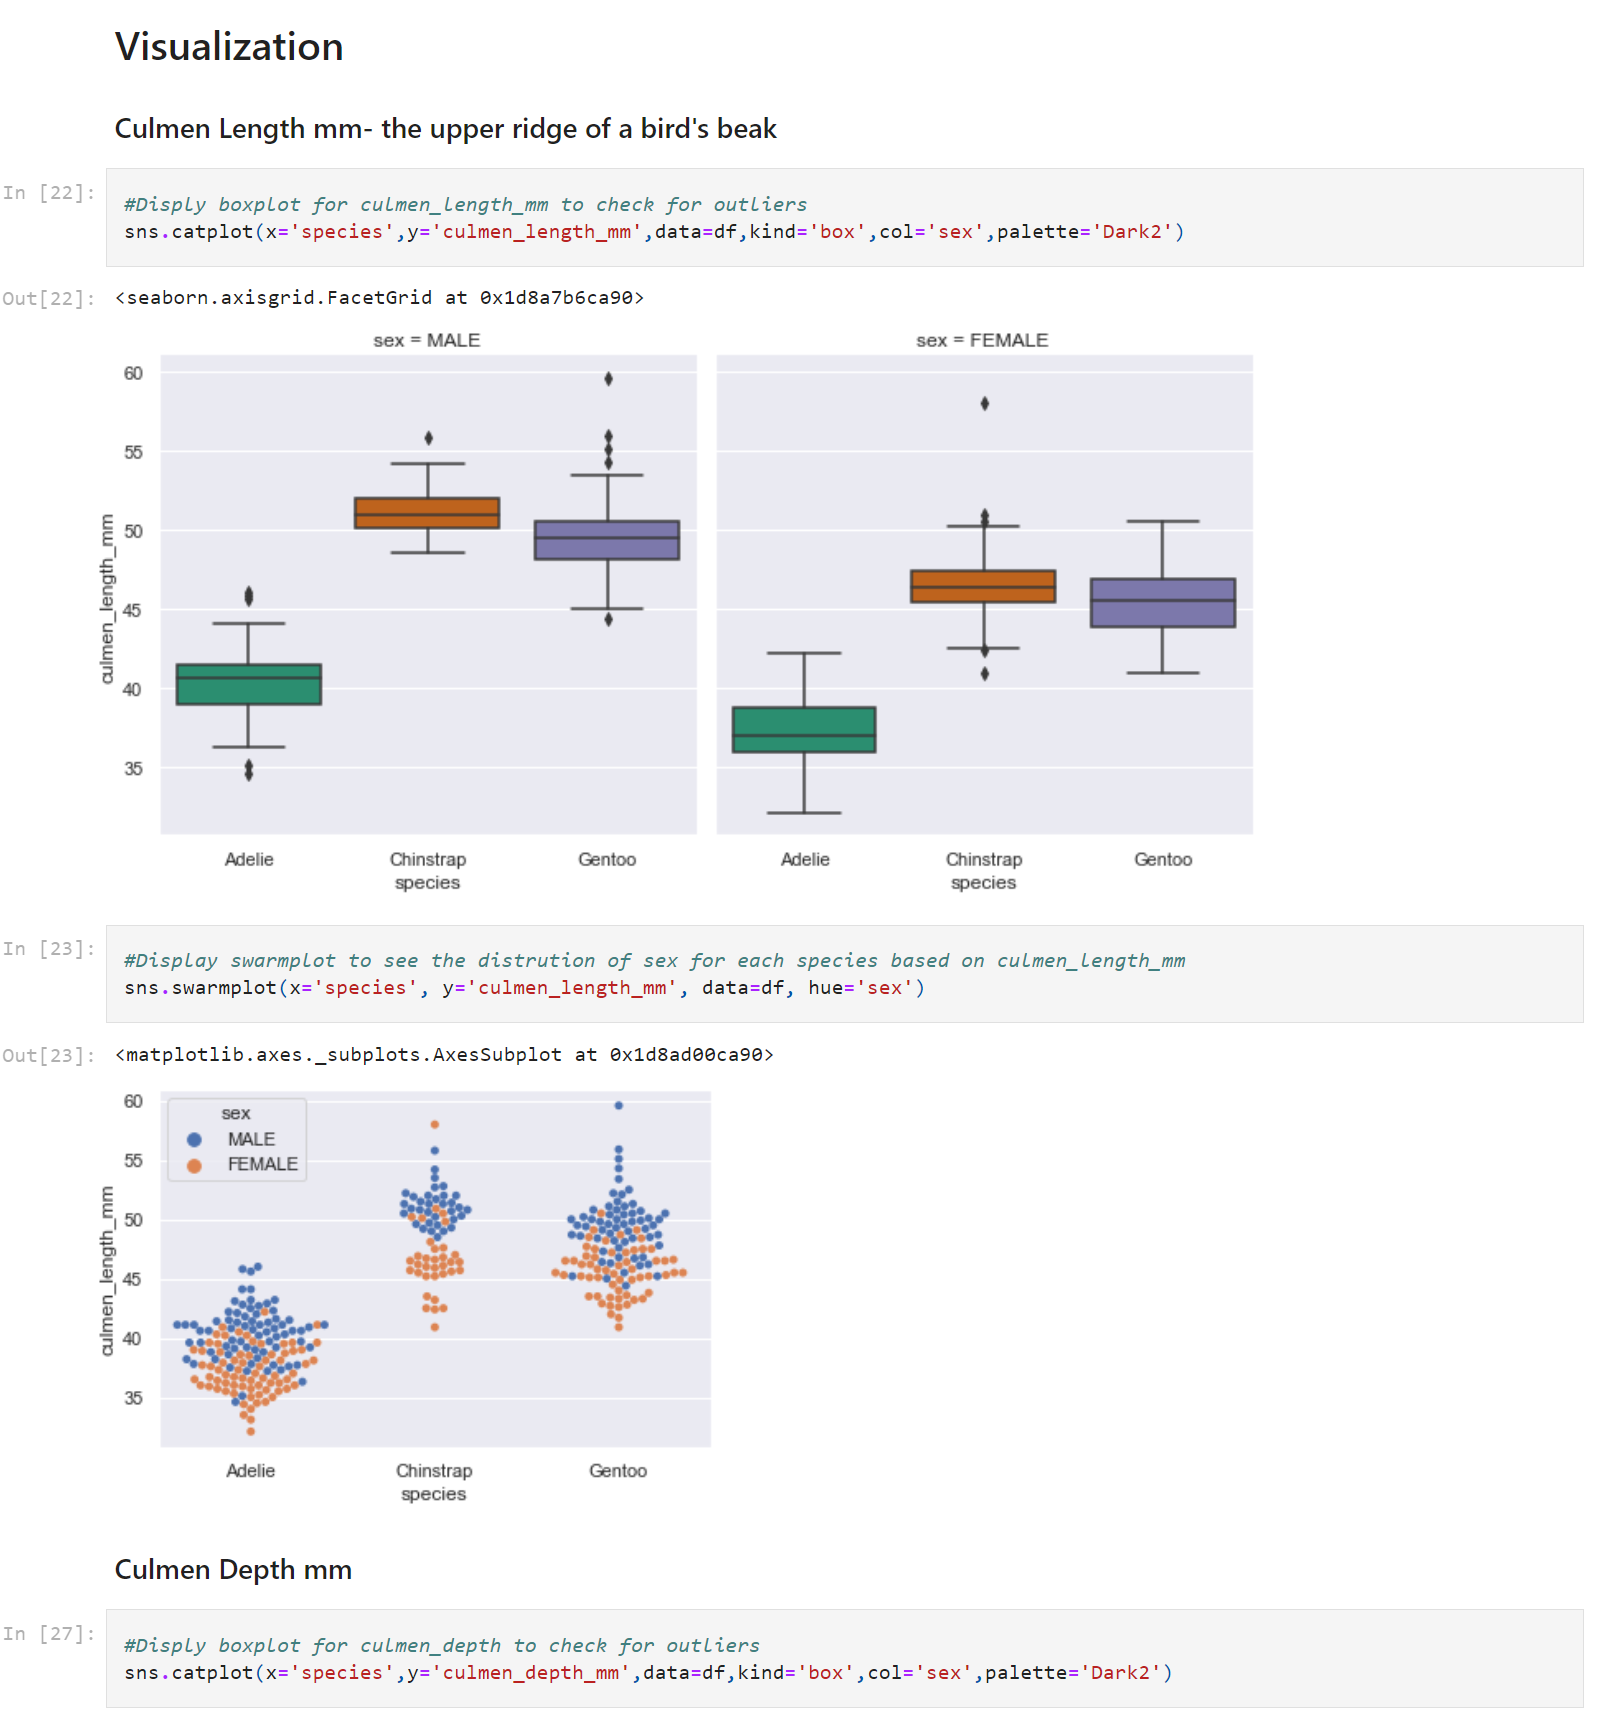 Visualization
Culmen Length mm- the upper ridge of a bird's beak
In [22]:
#Disply boxplot for culmen_length_mm to check for outliers
sns.catplot(x='species',y='culmen_length_mm',data=df,kind='box',col='sex',palette='Dark2')
Out[22]: <seaborn.axisgrid.FacetGrid at 0x1d8a7b6ca90>
sex = MALE sex = FEMALE
60
55
50
45
40
35
culmen_length_mm
Adelie Chinstrap Gentoo Adelie Chinstrap Gentoo
species species
In [23]:
#Display swarmplot to see the distrution of sex for each species based on culmen_length_mm
sns.swarmplot(x='species', y='culmen_length_mm', data=df, hue='sex')
Out[23]: <matplotlib.axes._subplots.AxesSubplot at 0x1d8ad00ca90>
sex
MALE
FEMALE
60
55
50
45
40
35
culmen_length_mm
Adelie Chinstrap Gentoo
species
Culmen Depth mm
In [27]:
#Disply boxplot for culmen_depth to check for outliers
sns.catplot(x='species',y='culmen_depth_mm',data=df,kind='box',col='sex',palette='Dark2')